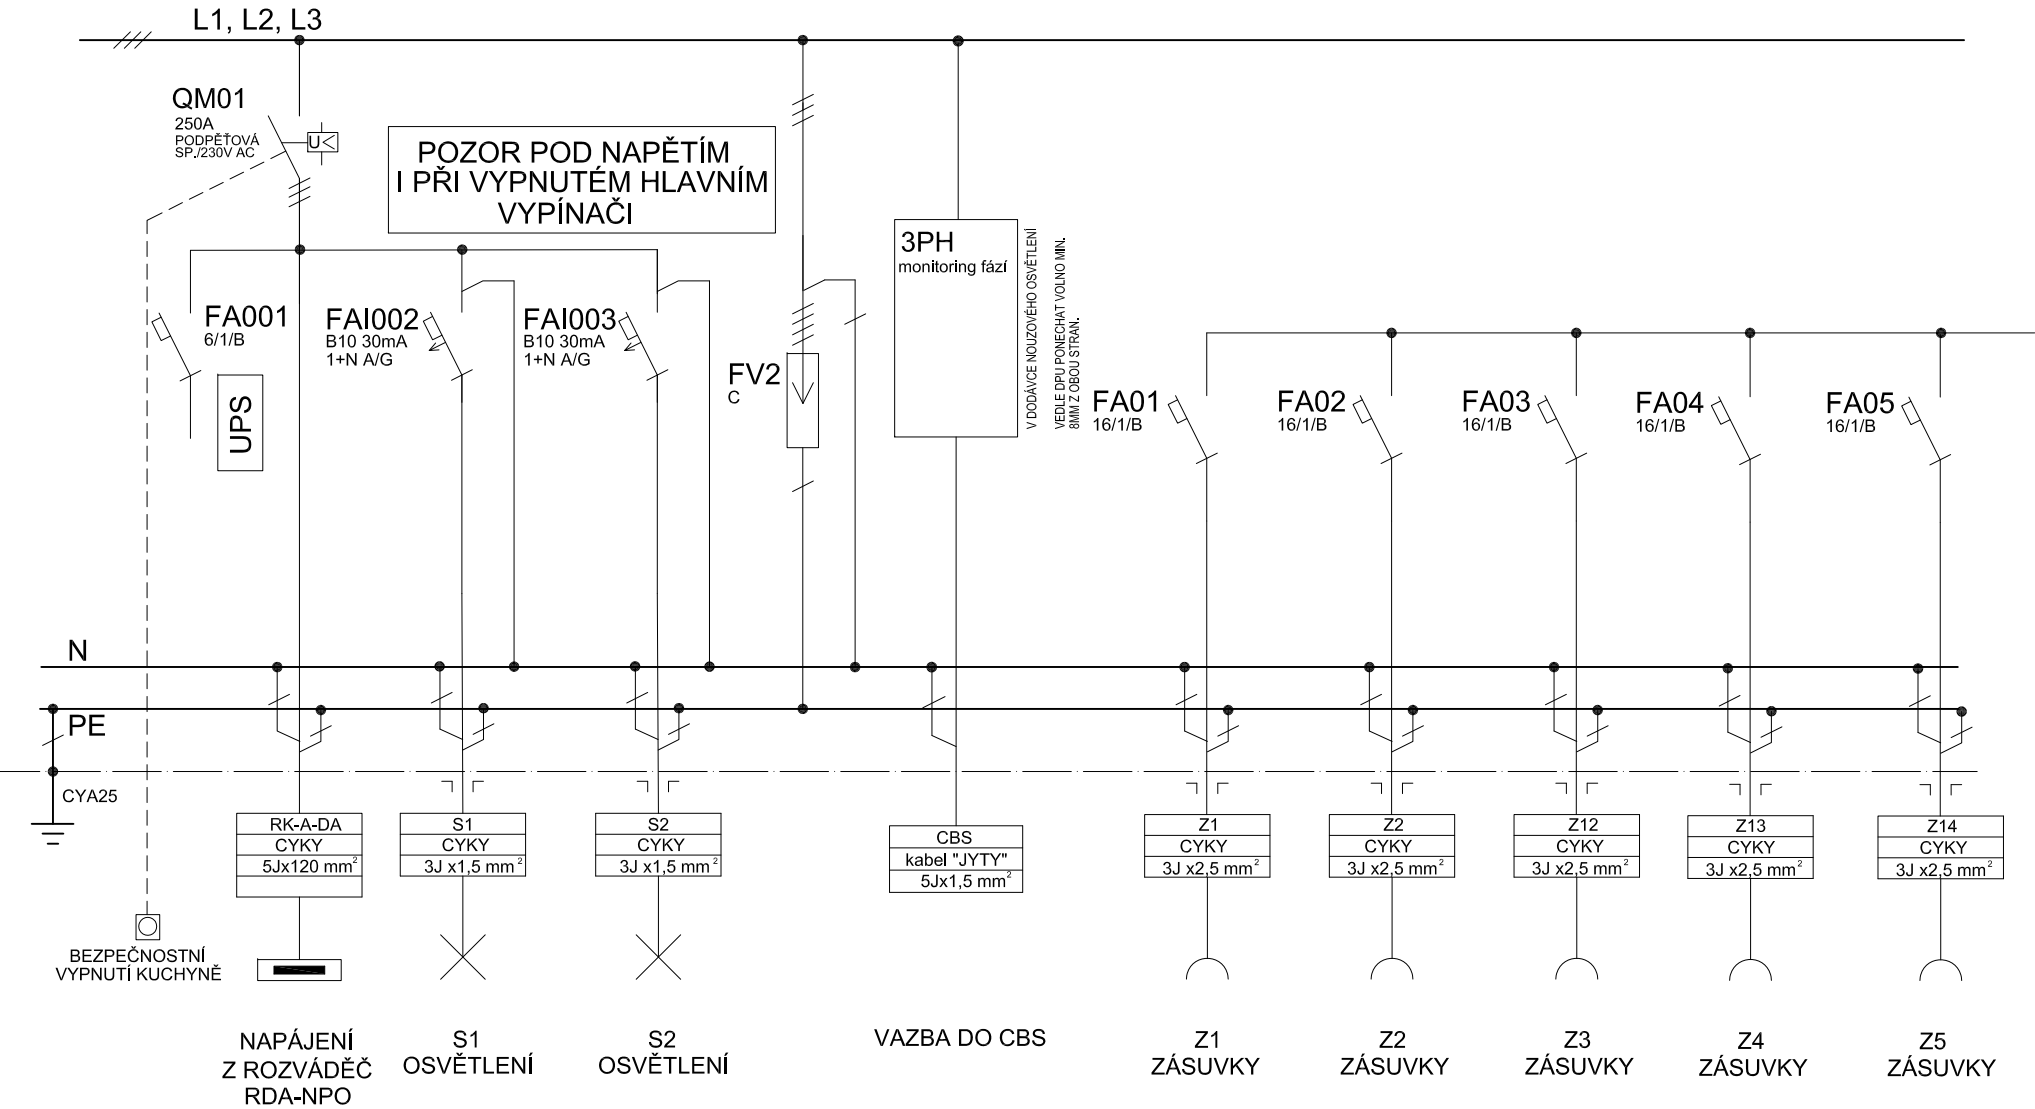 L1, L2, L3
QM01
250A
PODPĚŤOVÁ
SP./230V AC
U<
POZOR POD NAPĚTÍM
I PŘI VYPNUTÉM HLAVNÍM
VYPÍNAČI
FA001
6/1/B
UPS
FAI002
B10 30mA
1+N A/G
FAI003
B10 30mA
1+N A/G
FV2
C
3PH
monitoring fází
V DODÁVCE NOUZOVÉHO OSVĚTLENÍ
VEDLE DPU PONECHAT VOLNO MIN.
8MM Z OBOU STRAN.
FA01
16/1/B
FA02
16/1/B
FA03
16/1/B
FA04
16/1/B
FA05
16/1/B
N
PE
CYA25
BEZPEČNOSTNÍ
VYPNUTÍ KUCHYNĚ
RK-A-DA
CYKY
5Jx120 mm²
S1
CYKY
3J x1,5 mm²
S2
CYKY
3J x1,5 mm²
CBS
kabel "JYTY"
5Jx1,5 mm²
Z1
CYKY
3J x2,5 mm²
Z2
CYKY
3J x2,5 mm²
Z12
CYKY
3J x2,5 mm²
Z13
CYKY
3J x2,5 mm²
Z14
CYKY
3J x2,5 mm²
NAPÁJENÍ
Z ROZVÁDĚČ
RDA-NPO
S1
OSVĚTLENÍ
S2
OSVĚTLENÍ
VAZBA DO CBS
Z1
ZÁSUVKY
Z2
ZÁSUVKY
Z3
ZÁSUVKY
Z4
ZÁSUVKY
Z5
ZÁSUVKY